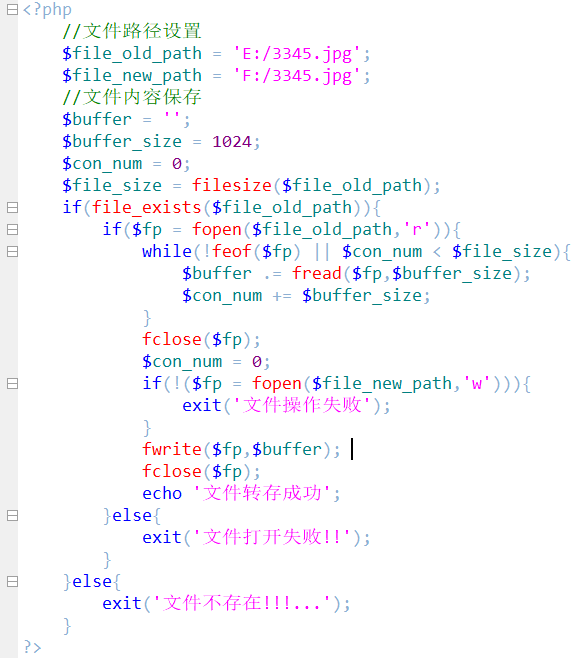 <?php
//文件路径设置
$file_old_path = 'E:/3345.jpg';
$file_new_path = 'F:/3345.jpg';
//文件内容保存
$buffer = '';
$buffer_size = 1024;
$con_num = 0;
$file_size = filesize($file_old_path);
if(file_exists($file_old_path)){
if($fp = fopen($file_old_path,'r')){
while(!feof($fp) || $con_num < $file_size){
$buffer .= fread($fp,$buffer_size);
$con_num += $buffer_size;
}
fclose($fp);
$con_num = 0;
if(!($fp = fopen($file_new_path,'w'))){
exit('文件操作失败');
}
fwrite($fp,$buffer);
fclose($fp);
echo '文件转存成功';
}else{
exit('文件打开失败!!');
}
}else{
exit('文件不存在!!!...');
}
?>